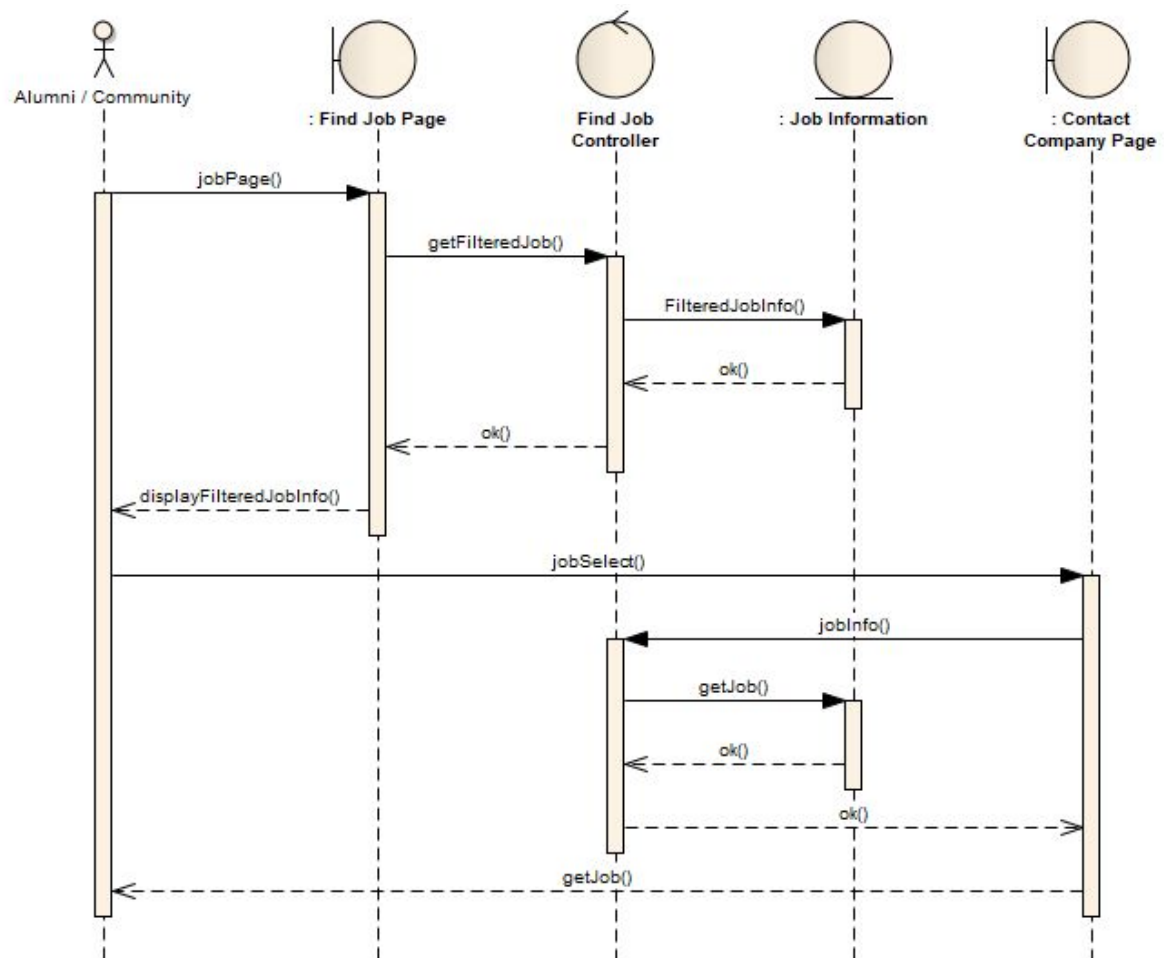 Alumni / Community
: Find Job Page
Find Job
Controller
: Job Information
: Contact
Company Page
jobPage()
getFilteredJob()
FilteredJobInfo()
ok()
ok()
displayFilteredJobInfo()
jobSelect()
jobInfo()
getJob()
ok()
ok()
getJob()